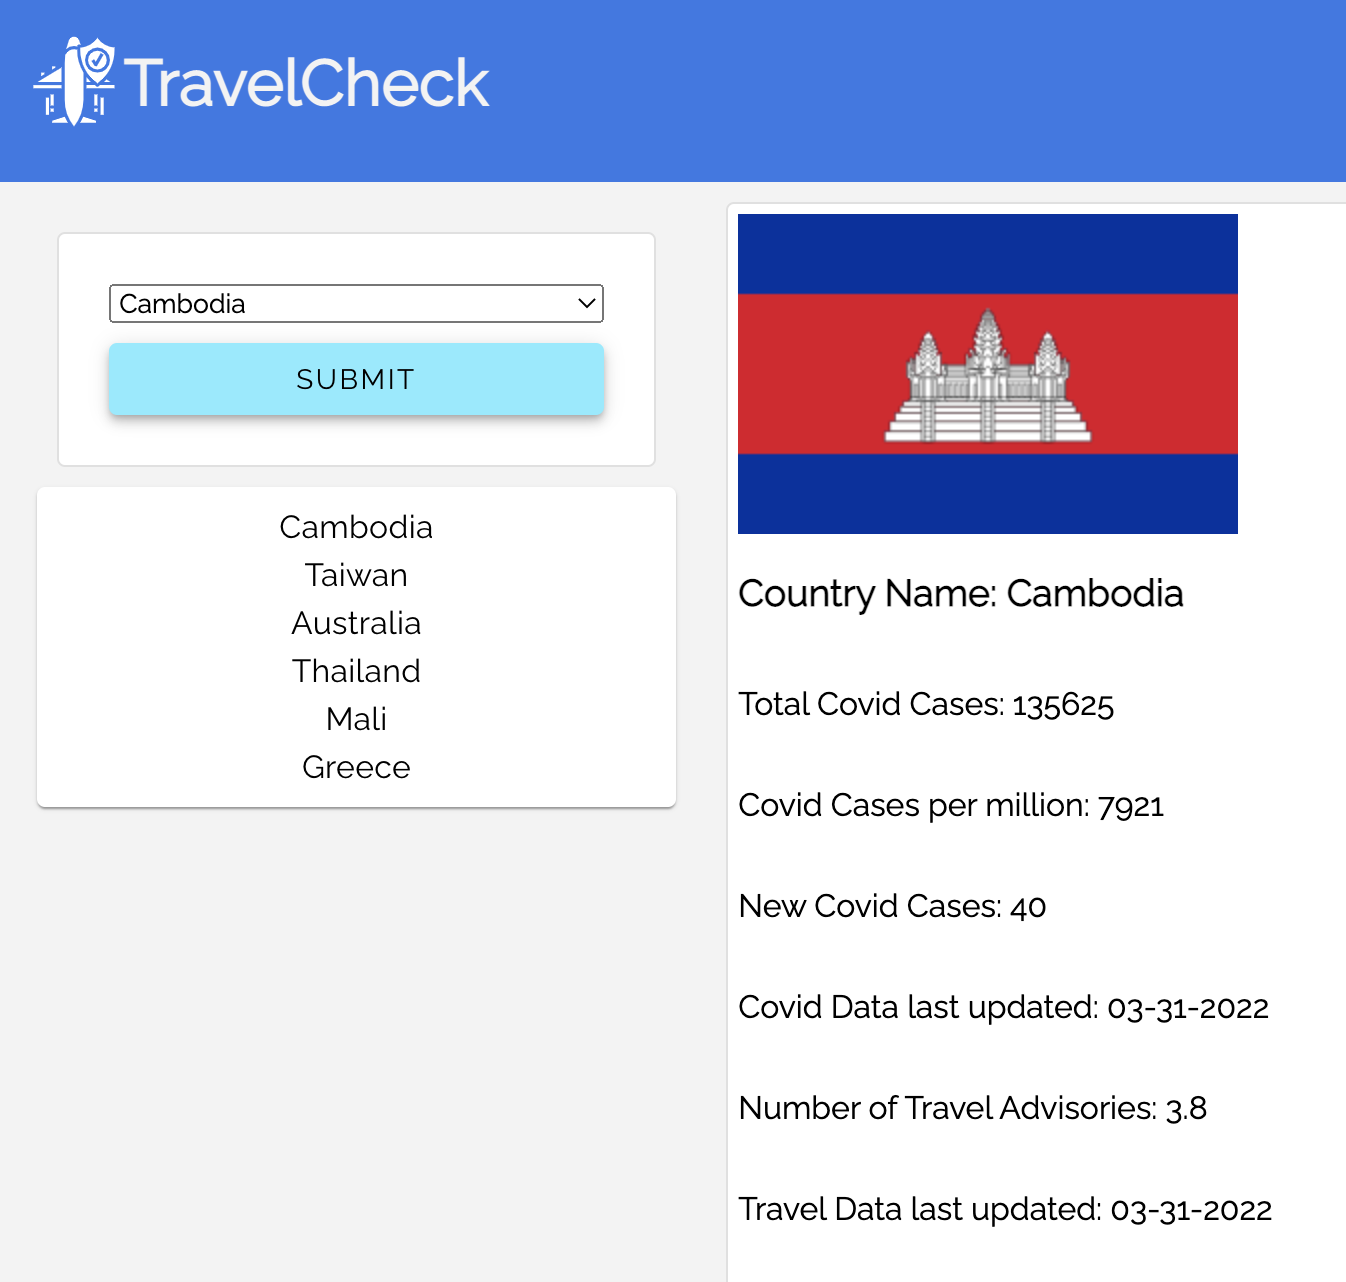 TravelCheck
Cambodia
SUBMIT
Cambodia
Taiwan
Australia
Thailand
Mali
Greece
Country Name: Cambodia
Total Covid Cases: 135625
Covid Cases per million: 7921
New Covid Cases: 40
Covid Data last updated: 03-31-2022
Number of Travel Advisories: 3.8
Travel Data last updated: 03-31-2022